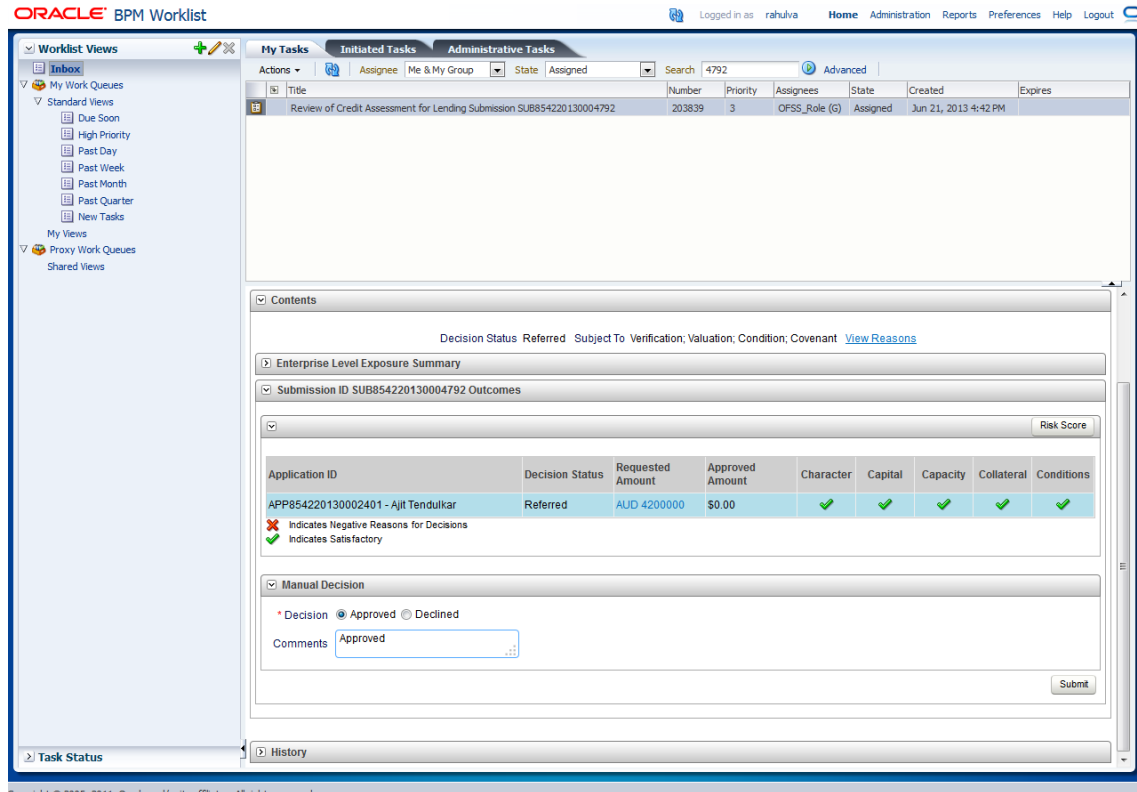 ORACLE BPM Worklist
Logged in as rahulva Home Administration Reports Preferences Help Logout
Worklist Views
Inbox
My Work Queues
Standard Views
Due Soon
High Priority
Past Day
Past Week
Past Month
Past Quarter
New Tasks
My Views
Proxy Work Queues
Shared Views
Task Status
My Tasks Initiated Tasks Administrative Tasks
Actions Assignee Me & My Group State Assigned Search 4792 Advanced
Title Number Priority Assignees State Created Expires
Review of Credit Assessment for Lending Submission SUB854220130004792 203839 3 OFSS_Role (G) Assigned Jun 21, 2013 4:42 PM
Contents
Decision Status Referred Subject To Verification; Valuation; Condition; Covenant View Reasons
Enterprise Level Exposure Summary
Submission ID SUB854220130004792 Outcomes
Risk Score
Application ID Decision Status Requested Amount Approved Amount Character Capital Capacity Collateral Conditions
APP854220130002401 - Ajit Tendulkar Referred AUD 4200000 $0.00
Indicates Negative Reasons for Decisions
Indicates Satisfactory
Manual Decision
* Decision Approved Declined
Comments Approved
Submit
History